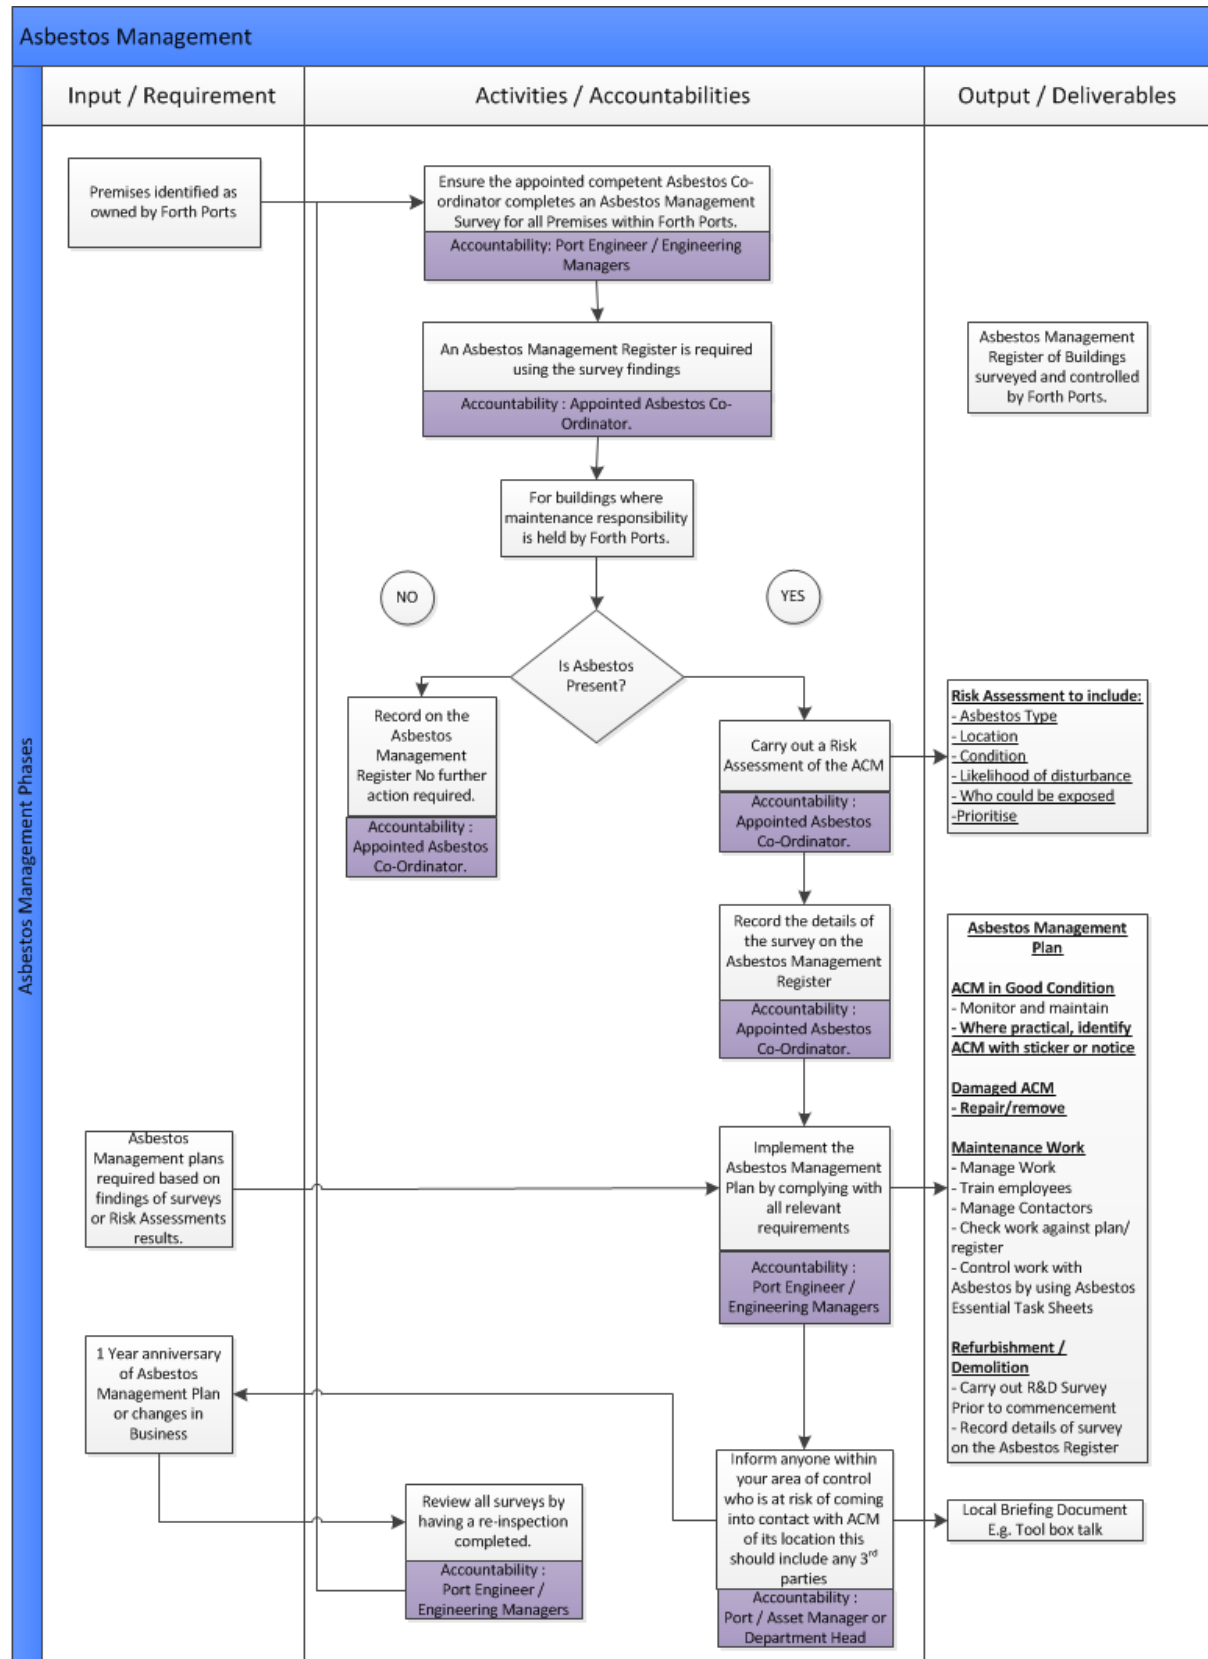 Asbestos Management
Input / Requirement
Activities / Accountabilities
Output / Deliverables
Asbestos Management Phases
Premises identified as
owned by Forth Ports
Ensure the appointed competent Asbestos Co-
ordinator completes an Asbestos Management
Survey for all Premises within Forth Ports.
Accountability: Port Engineer / Engineering
Managers
An Asbestos Management Register is required
using the survey findings
Accountability : Appointed Asbestos Co-
Ordinator.
Asbestos Management
Register of Buildings
surveyed and controlled
by Forth Ports.
For buildings where
maintenance responsibility
is held by Forth Ports.
NO
YES
Is Asbestos
Present?
Record on the
Asbestos
Management
Register No further
action required.
Accountability :
Appointed Asbestos
Co-Ordinator.
Carry out a Risk
Assessment of the ACM
Accountability :
Appointed Asbestos
Co-Ordinator.
Risk Assessment to include:
- Asbestos Type
- Location
- Condition
- Likelihood of disturbance
- Who could be exposed
-Prioritise
Record the details of
the survey on the
Asbestos Management
Register
Accountability :
Appointed Asbestos
Co-Ordinator.
Asbestos Management
Plan
ACM in Good Condition
- Monitor and maintain
- Where practical, identify
ACM with sticker or notice
Damaged ACM
- Repair/remove
Maintenance Work
- Manage Work
- Train employees
- Manage Contactors
- Check work against plan/
register
- Control work with
Asbestos by using Asbestos
Essential Task Sheets
Refurbishment /
Demolition
- Carry out R&D Survey
Prior to commencement
- Record details of survey
on the Asbestos Register
Asbestos
Management plans
required based on
findings of surveys
or Risk Assessments
results.
Implement the
Asbestos Management
Plan by complying with
all relevant
requirements
Accountability :
Port Engineer /
Engineering Managers
1 Year anniversary
of Asbestos
Management Plan
or changes in
Business
Review all surveys by
having a re-inspection
completed.
Accountability :
Port Engineer /
Engineering Managers
Inform anyone within
your area of control
who is at risk of coming
into contact with ACM
of its location this
should include any 3rd
parties
Accountability :
Port / Asset Manager or
Department Head
Local Briefing Document
E.g. Tool box talk